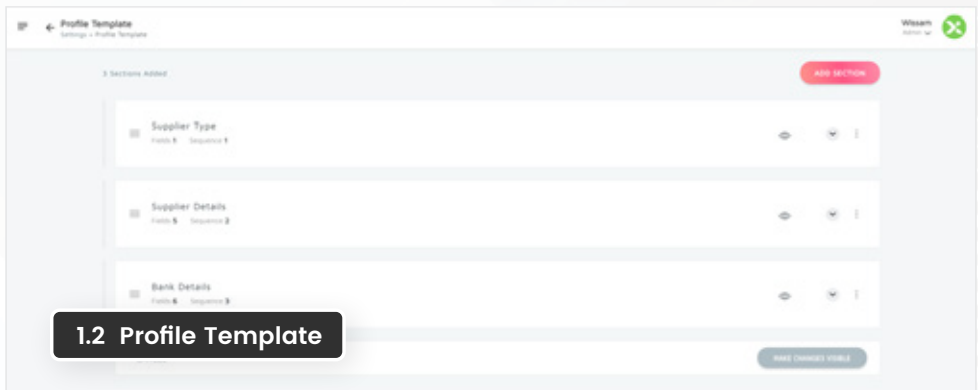 Profile Template
Settings > Profile Template
Wissam
Admin
3 Sections Added
ADD SECTION
Supplier Type
Fields 1 Sequence 1
Supplier Details
Fields 5 Sequence 2
Bank Details
Fields 6 Sequence 3
1.2 Profile Template
MAKE CHANGES VISIBLE